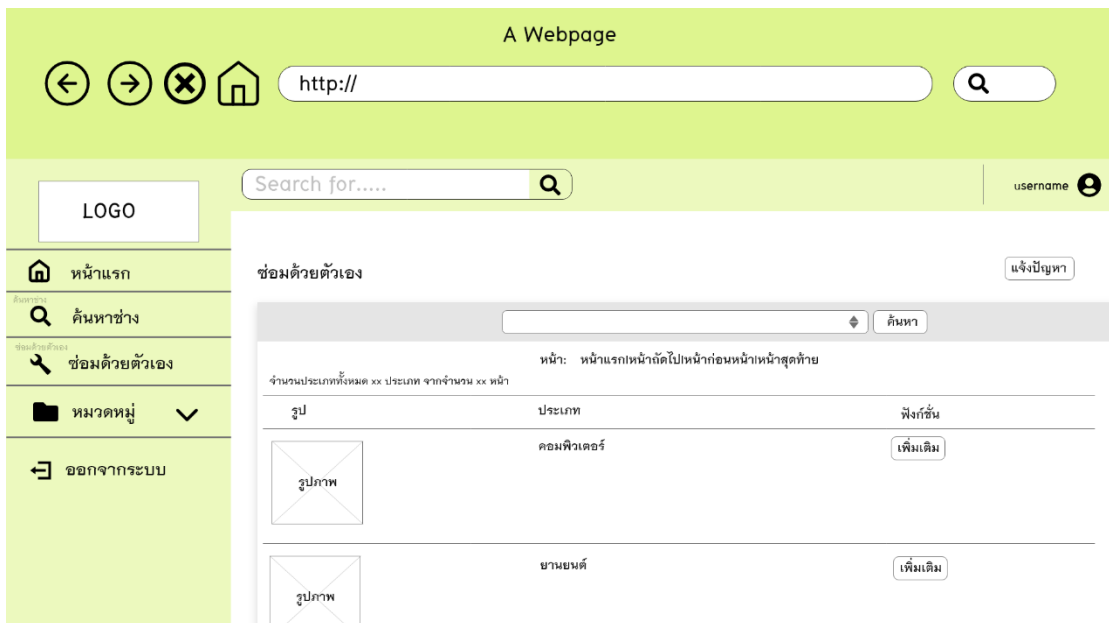 A Webpage
http://
Search for.....
username
LOGO
หน้าแรก
ค้นหาช่าง
ค้นหาช่าง
ซ่อมด้วยตัวเอง
ซ่อมด้วยตัวเอง
หมวดหมู่
ออกจากระบบ
ซ่อมด้วยตัวเอง
แจ้งปัญหา
ค้นหา
หน้า: หน้าแรก|หน้าถัดไป|หน้าก่อนหน้า|หน้าสุดท้าย
จำนวนประเภททั้งหมด xx ประเภท จากจำนวน xx หน้า
รูป ประเภท ฟังก์ชั่น
รูปภาพ คอมพิวเตอร์ เพิ่มเติม
รูปภาพ ยานยนต์ เพิ่มเติม